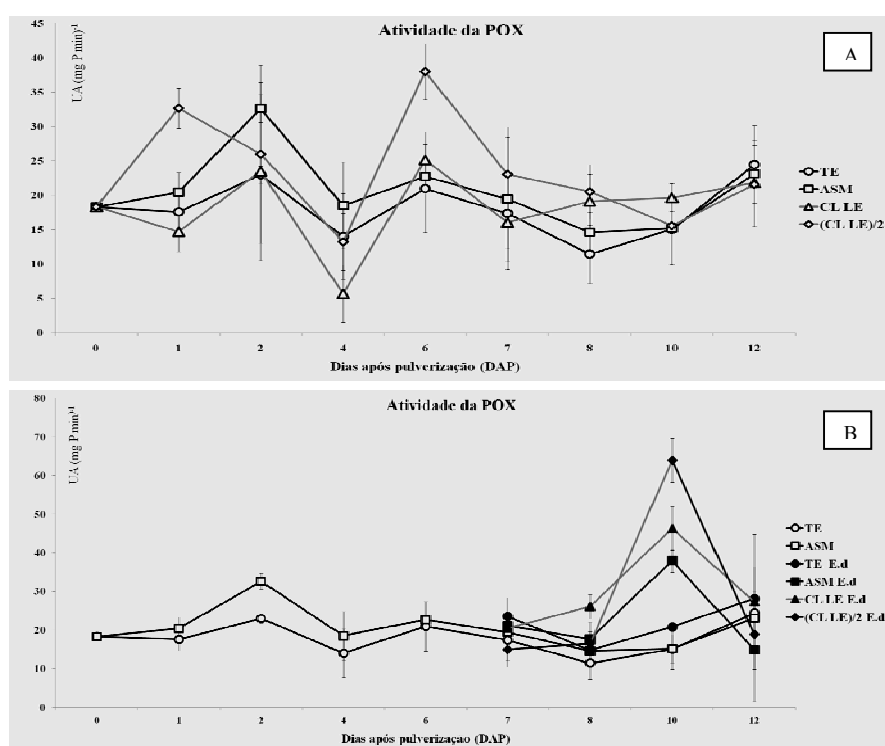 Atividade da POX
A
UA (mg P min)⁻¹
45
40
35
30
25
20
15
10
5
0
0 1 2 4 6 7 8 10 12
Dias após pulverização (DAP)
TE
ASM
CL LE
(CL LE)/2
Atividade da POX
B
UA (mg P min)⁻¹
80
70
60
50
40
30
20
10
0
0 1 2 4 6 7 8 10 12
Dias após pulverização (DAP)
TE
ASM
TE E.d
ASM E.d
CL LE E.d
(CL LE)/2 E.d